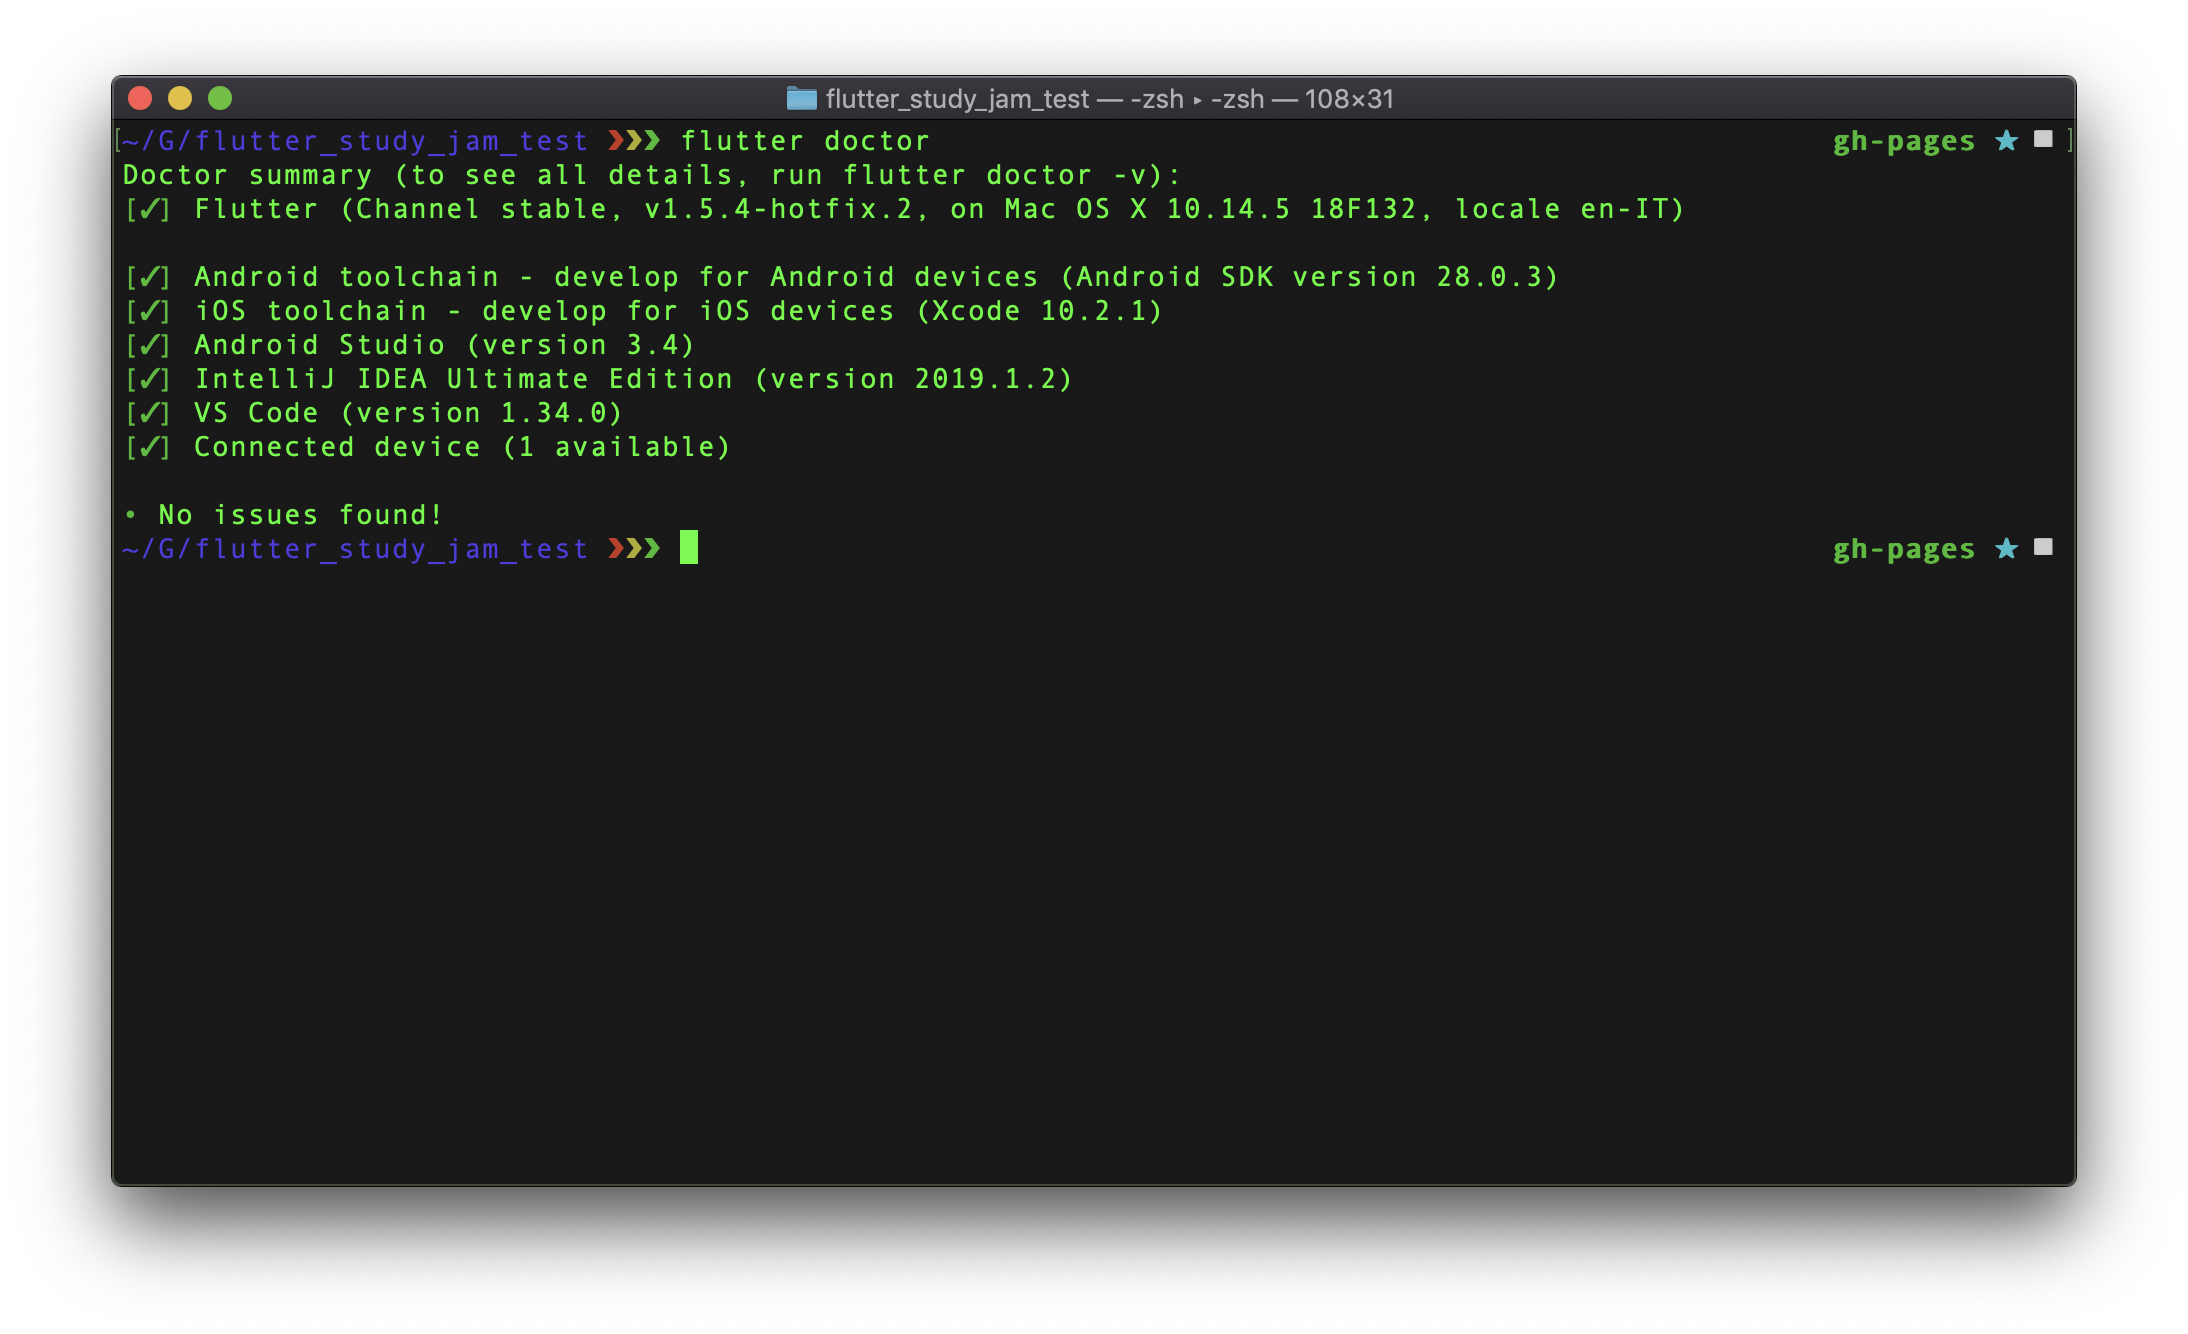 flutter_study_jam_test — -zsh ▸ -zsh — 108×31
[~/G/flutter_study_jam_test ❯❯❯ flutter doctor gh-pages ★ ◼ ]
Doctor summary (to see all details, run flutter doctor -v):
[✓] Flutter (Channel stable, v1.5.4-hotfix.2, on Mac OS X 10.14.5 18F132, locale en-IT)
[✓] Android toolchain - develop for Android devices (Android SDK version 28.0.3)
[✓] iOS toolchain - develop for iOS devices (Xcode 10.2.1)
[✓] Android Studio (version 3.4)
[✓] IntelliJ IDEA Ultimate Edition (version 2019.1.2)
[✓] VS Code (version 1.34.0)
[✓] Connected device (1 available)
• No issues found!
~/G/flutter_study_jam_test ❯❯❯ gh-pages ★ ◼